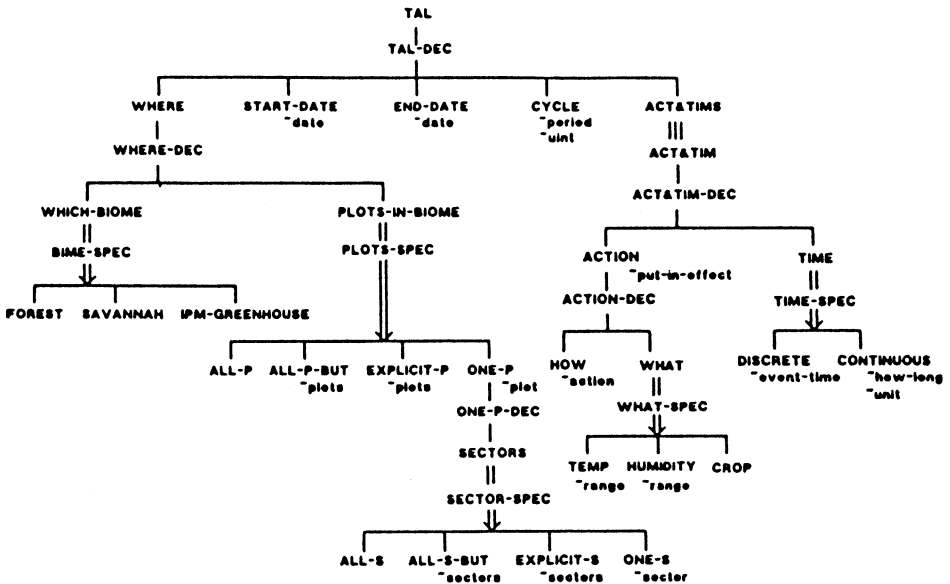 TAL
TAL-DEC
WHERE START-DATE END-DATE CYCLE ACT&TIMS
~date ~date ~period
~uint
WHERE-DEC ACT&TIM
ACT&TIM-DEC
WHICH-BIOME PLOTS-IN-BIOME
BIME-SPEC PLOTS-SPEC ACTION TIME
~put-in-effect
ACTION-DEC TIME-SPEC
FOREST SAVANNAH IPM-GREENHOUSE
ALL-P ALL-P-BUT EXPLICIT-P ONE-P HOW WHAT DISCRETE CONTINUOUS
~plots ~plots ~plot ~action ~event-time ~how-long
~unit
ONE-P-DEC WHAT-SPEC
SECTORS
TEMP HUMIDITY CROP
~range ~range
SECTOR-SPEC
ALL-S ALL-S-BUT EXPLICIT-S ONE-S
~sectors ~sectors ~sector